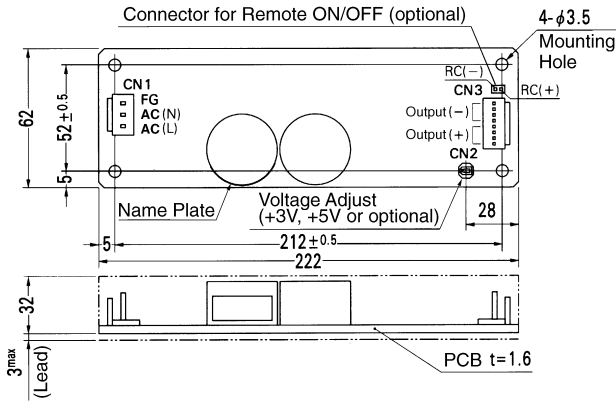 Connector for Remote ON/OFF (optional)
4-ϕ3.5
Mounting
Hole
RC(−)
CN1
CN3
RC(+)
FG
AC(N)
AC(L)
Output(−)
Output(+)
CN2
62
52±0.5
5
Name Plate
Voltage Adjust
(+3V, +5V or optional)
28
5
212±0.5
222
32
3max
(Lead)
PCB t=1.6